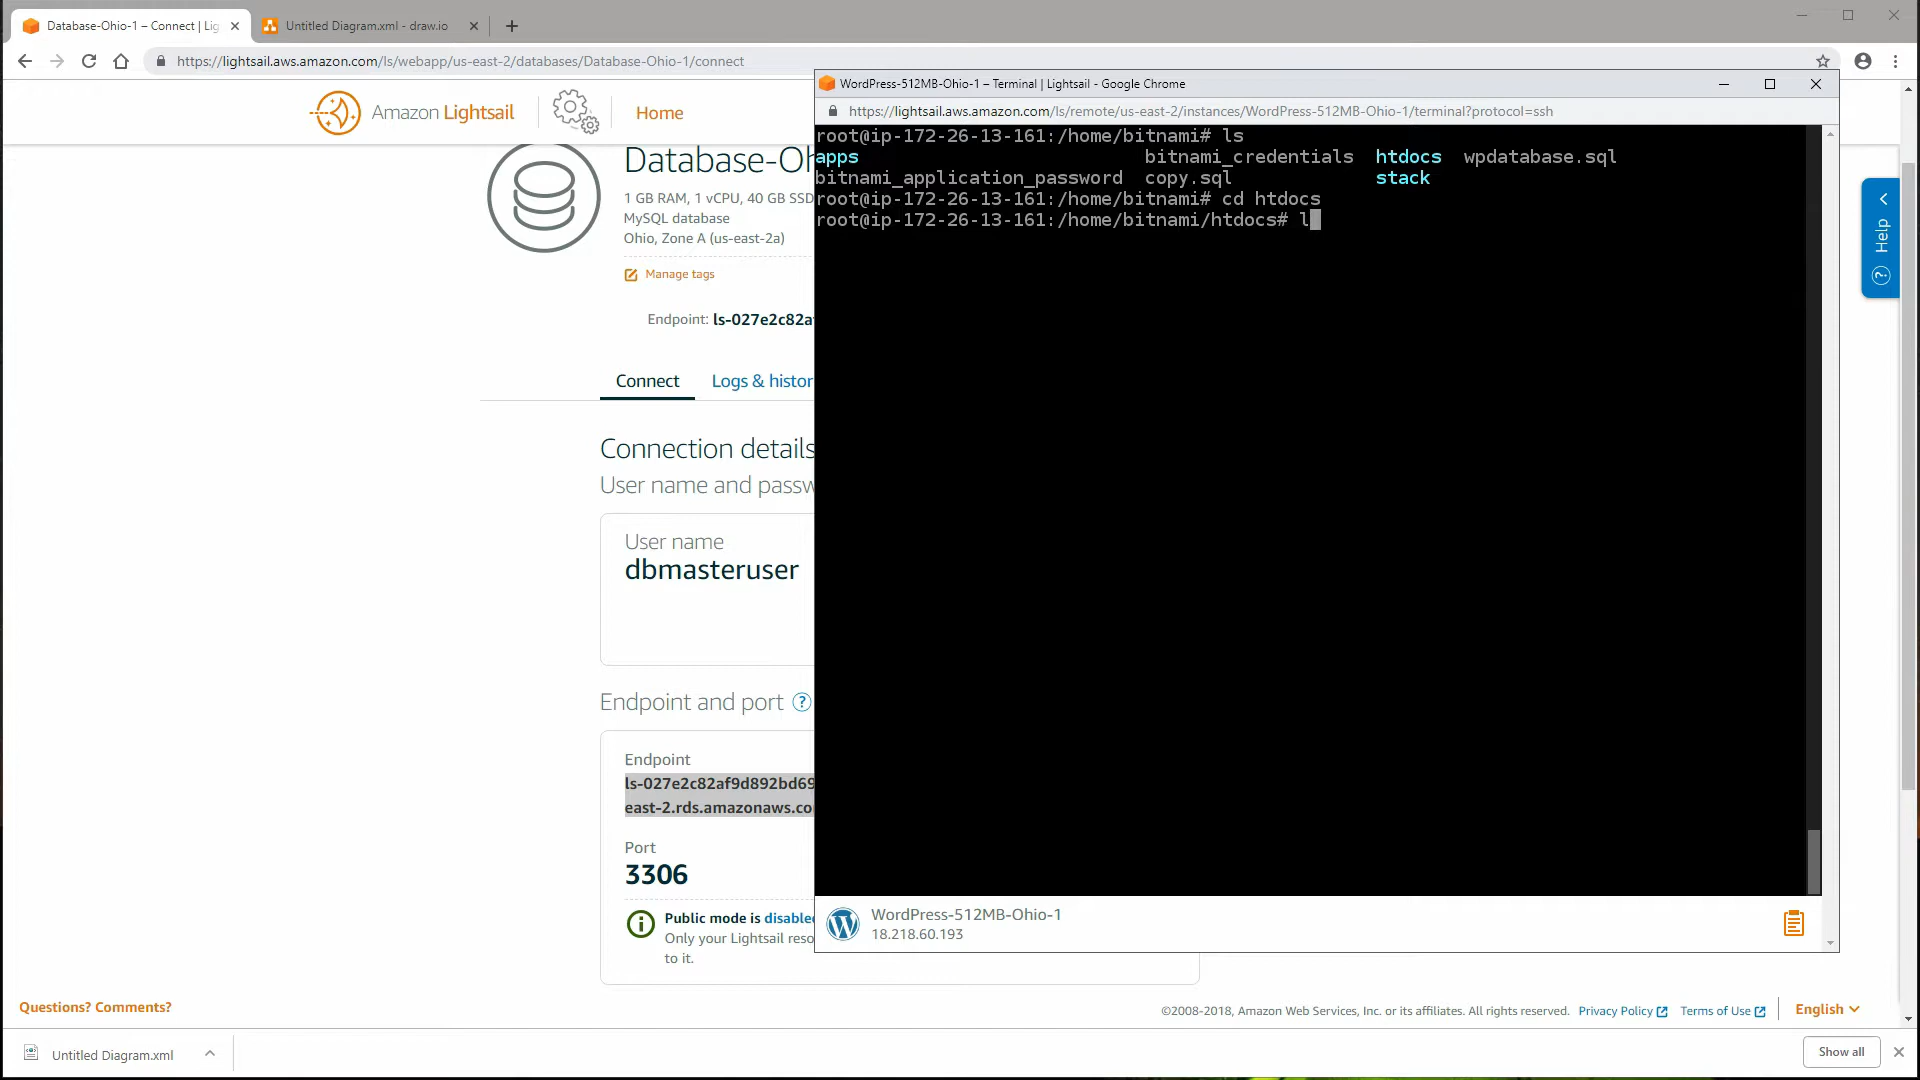 Database-Ohio-1 – Connect | Lig
Untitled Diagram.xml - draw.io
https://lightsail.aws.amazon.com/ls/webapp/us-east-2/databases/Database-Ohio-1/connect
Amazon Lightsail
Home
Database-Oh
1 GB RAM, 1 vCPU, 40 GB SSD
MySQL database
Ohio, Zone A (us-east-2a)
Manage tags
Endpoint: ls-027e2c82a
Connect
Logs & histor
Connection details
User name and passw
User name
dbmasteruser
Endpoint and port ?
Endpoint
ls-027e2c82af9d892bd69
east-2.rds.amazonaws.co
Port
3306
Public mode is disabled
Only your Lightsail reso
to it.
WordPress-512MB-Ohio-1 – Terminal | Lightsail - Google Chrome
https://lightsail.aws.amazon.com/ls/remote/us-east-2/instances/WordPress-512MB-Ohio-1/terminal?protocol=ssh
root@ip-172-26-13-161:/home/bitnami# ls
apps bitnami_credentials htdocs wpdatabase.sql
bitnami_application_password copy.sql stack
root@ip-172-26-13-161:/home/bitnami# cd htdocs
root@ip-172-26-13-161:/home/bitnami/htdocs# l
WordPress-512MB-Ohio-1
18.218.60.193
Help
?
Questions? Comments?
©2008-2018, Amazon Web Services, Inc. or its affiliates. All rights reserved. Privacy Policy Terms of Use
English
Untitled Diagram.xml
Show all